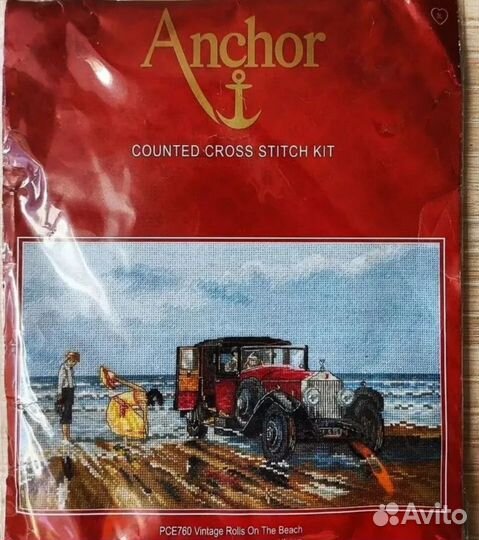 Anchor
COUNTED CROSS STITCH KIT
PCE760 Vintage Rolls On The Beach
Avito